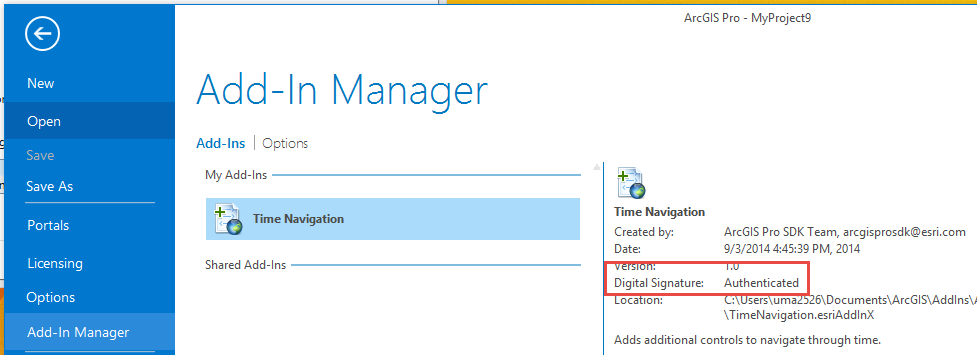 ArcGIS Pro - MyProject9
New
Open
Save
Save As
Portals
Licensing
Options
Add-In Manager
Add-In Manager
Add-Ins | Options
My Add-Ins
Time Navigation
Shared Add-Ins
Time Navigation
Created by: ArcGIS Pro SDK Team, arcgisprosdk@esri.com
Date: 9/3/2014 4:45:39 PM, 2014
Version: 1.0
Digital Signature: Authenticated
Location: C:\Users\uma2526\Documents\ArcGIS\AddIns\A
\TimeNavigation.esriAddInX
Adds additional controls to navigate through time.